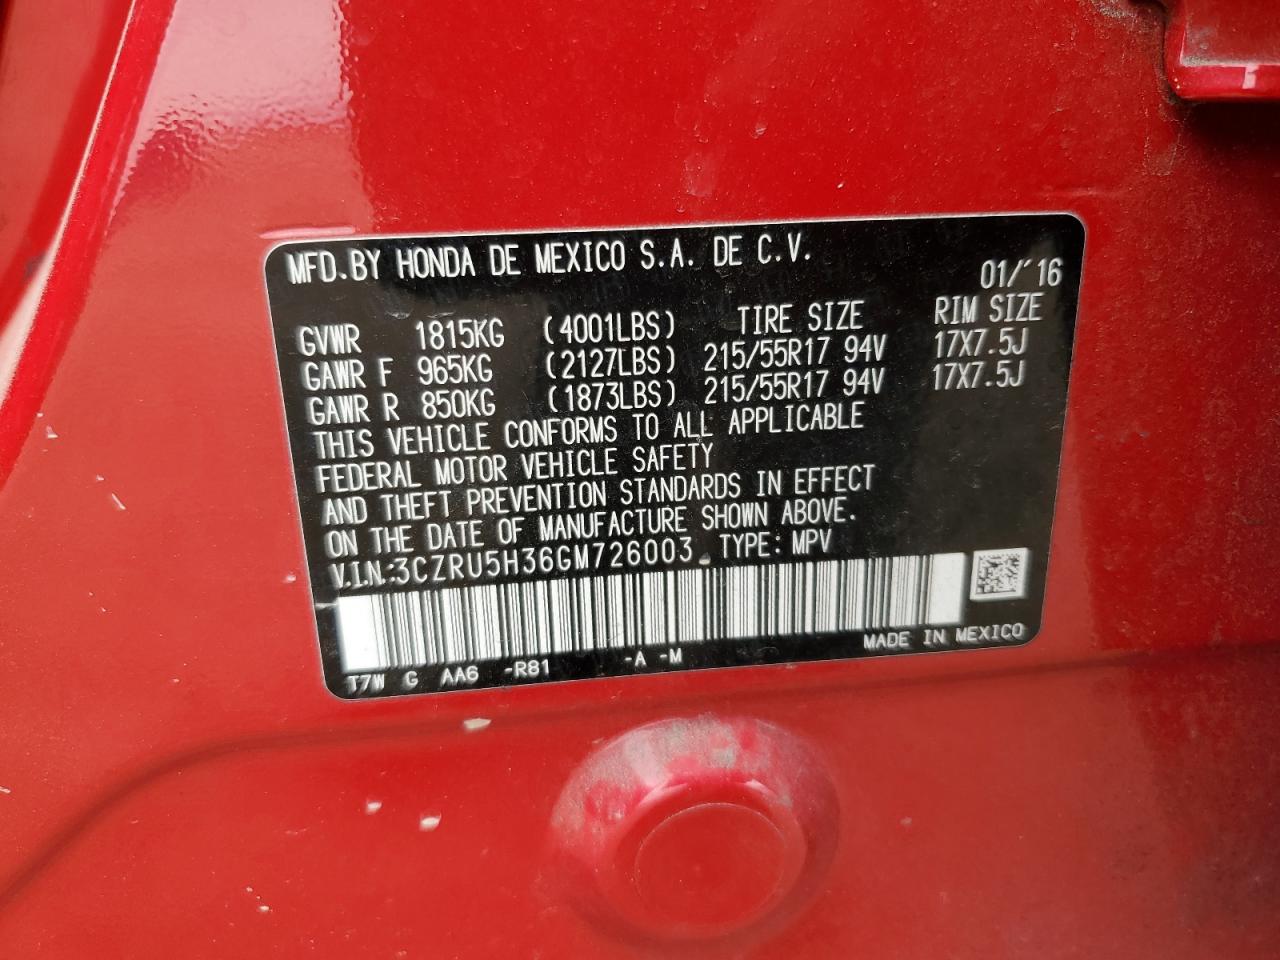 MFD. BY HONDA DE MEXICO S.A. DE C.V.
01/'16
GVWR 1815KG (4001LBS) TIRE SIZE RIM SIZE
GAWR F 965KG (2127LBS) 215/55R17 94V 17X7.5J
GAWR R 850KG (1873LBS) 215/55R17 94V 17X7.5J
THIS VEHICLE CONFORMS TO ALL APPLICABLE
FEDERAL MOTOR VEHICLE SAFETY
AND THEFT PREVENTION STANDARDS IN EFFECT
ON THE DATE OF MANUFACTURE SHOWN ABOVE.
V.I.N.:3CZRU5H36GM726003 TYPE: MPV
MADE IN MEXICO
T7W G AA6 -R81 -A -M